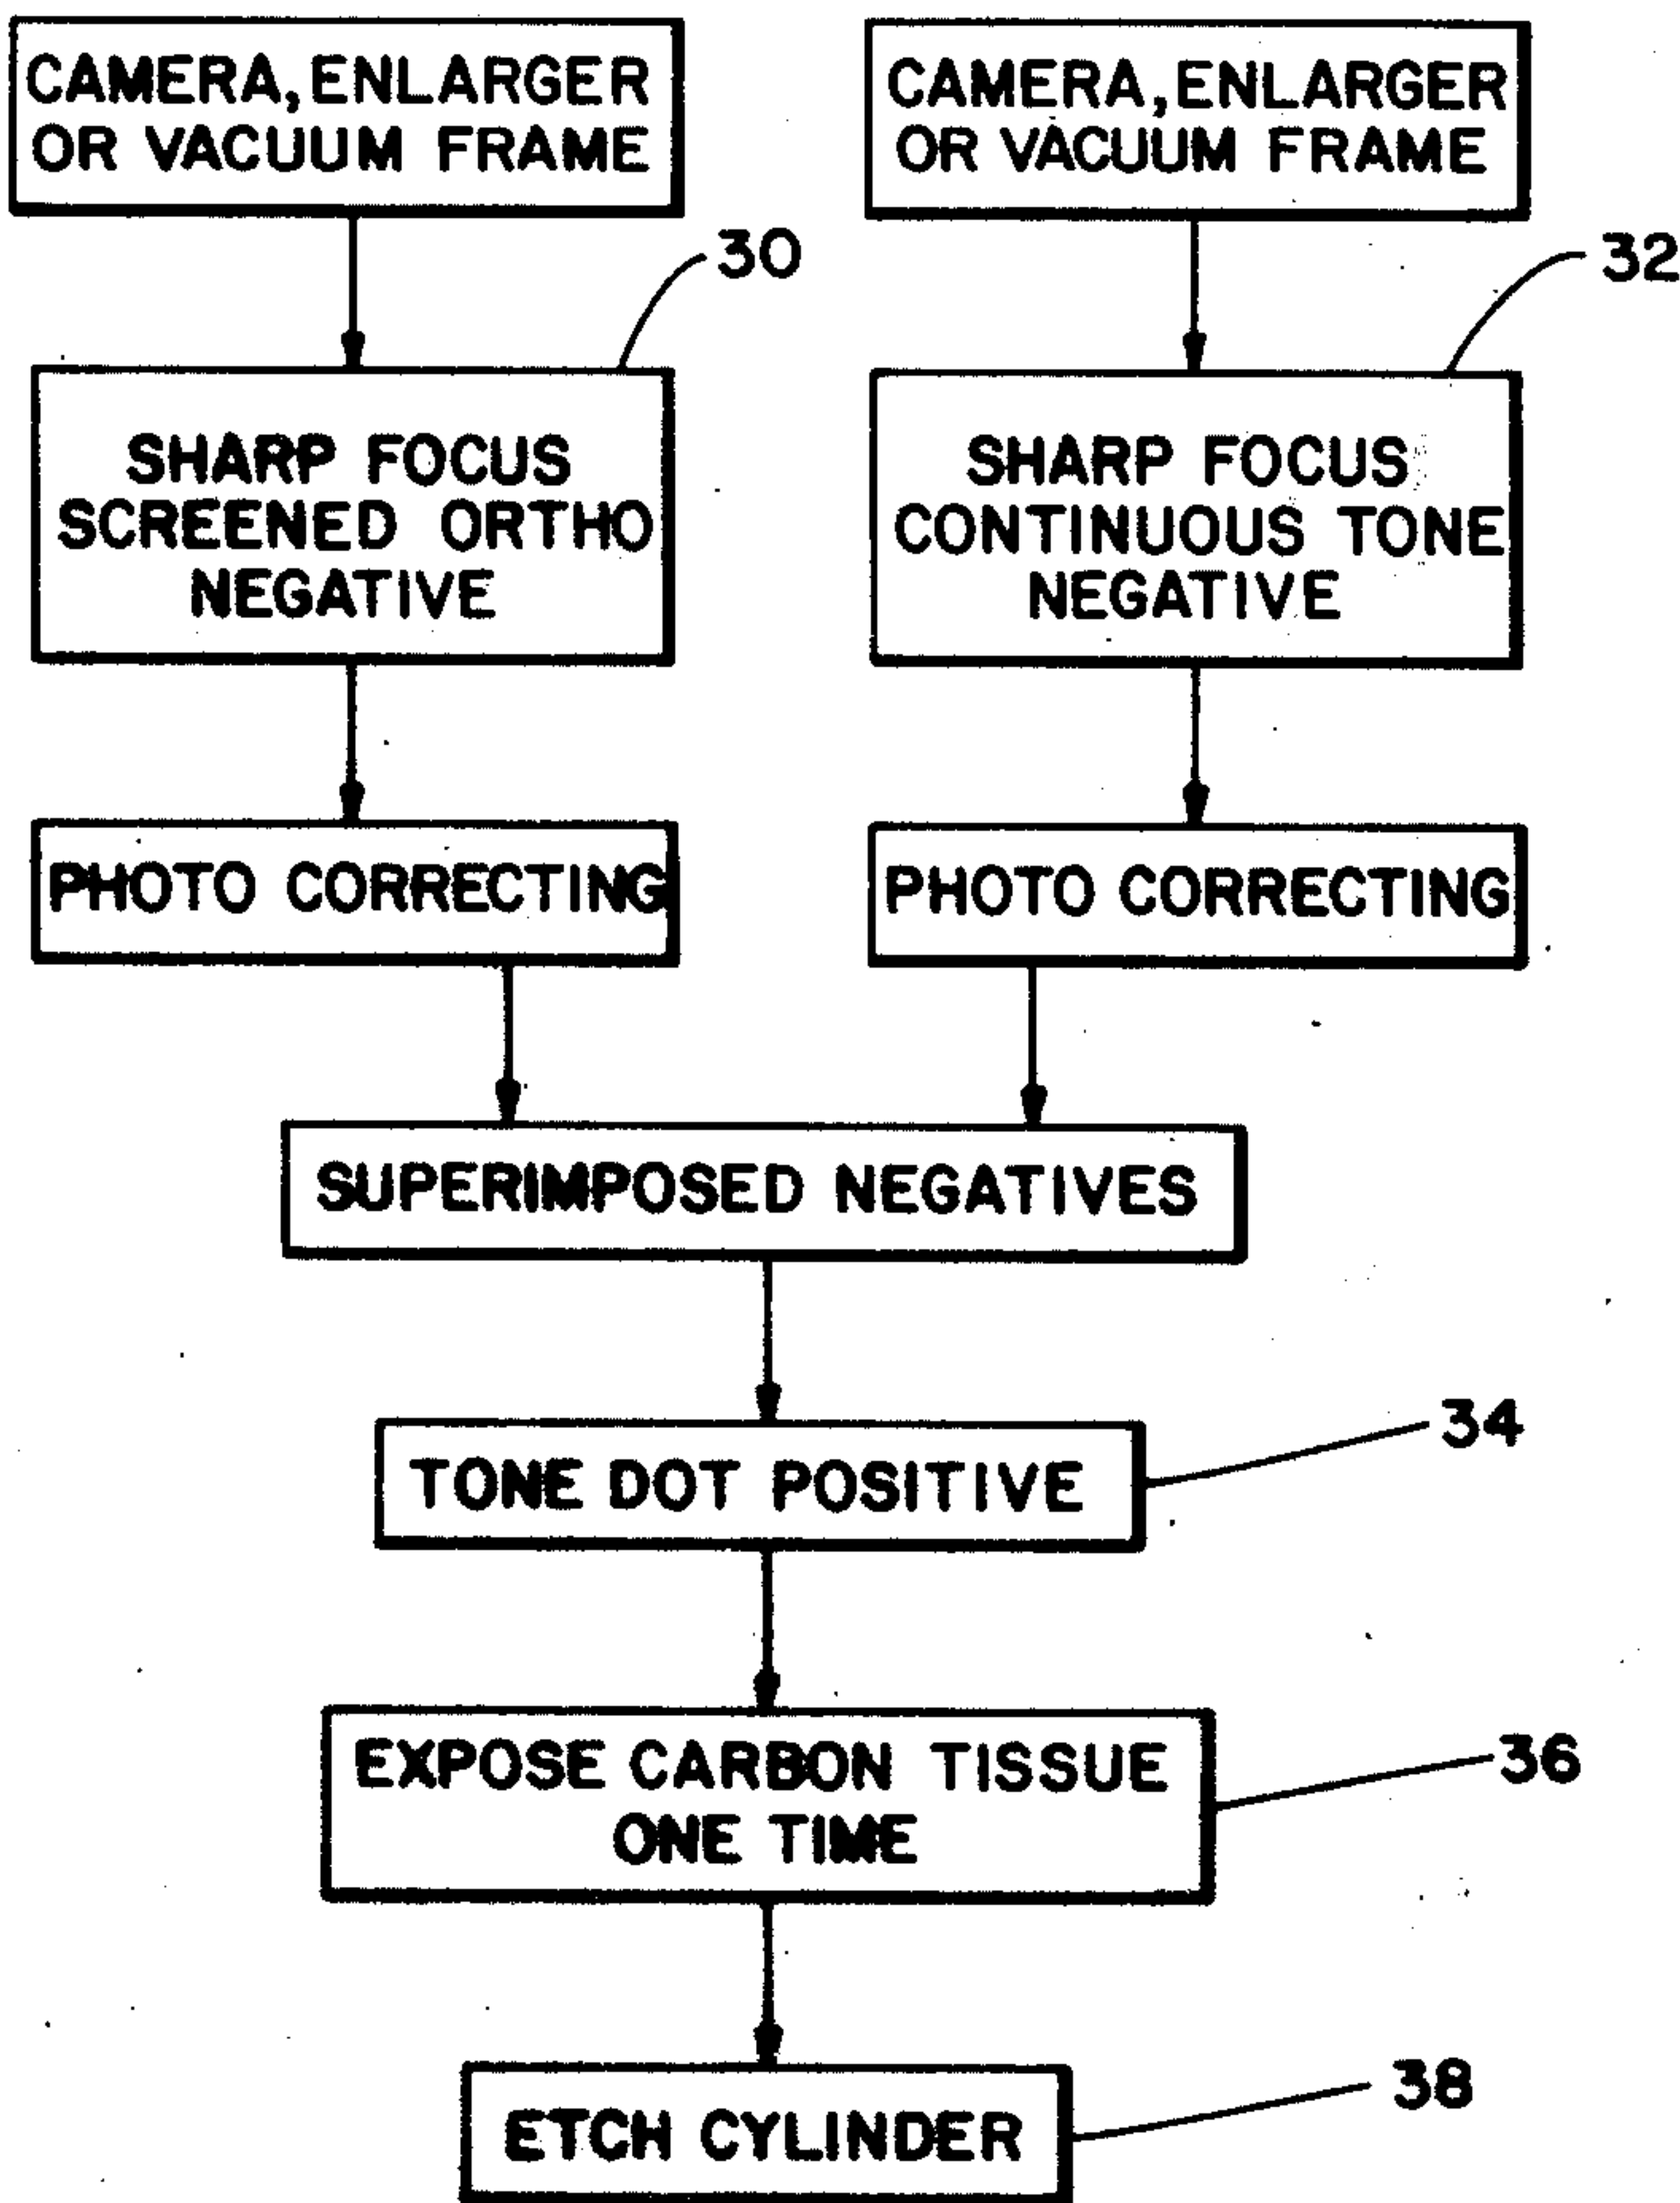 CAMERA, ENLARGER
OR VACUUM FRAME
CAMERA, ENLARGER
OR VACUUM FRAME
30
32
SHARP FOCUS
SCREENED ORTHO
NEGATIVE
SHARP FOCUS
CONTINUOUS TONE
NEGATIVE
PHOTO CORRECTING
PHOTO CORRECTING
SUPERIMPOSED NEGATIVES
34
TONE DOT POSITIVE
36
EXPOSE CARBON TISSUE
ONE TIME
38
ETCH CYLINDER